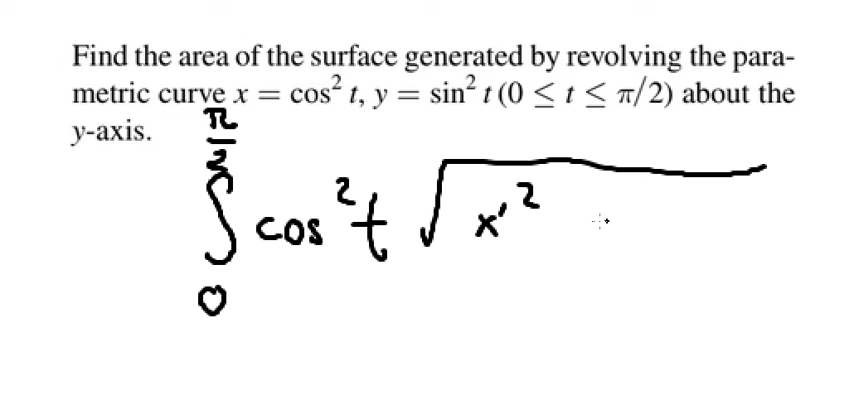 Find the area of the surface generated by revolving the para-
metric curve x = cos² t, y = sin² t (0 ≤ t ≤ π/2) about the
y-axis.
π
2
∫ cos² t √ x'²
0